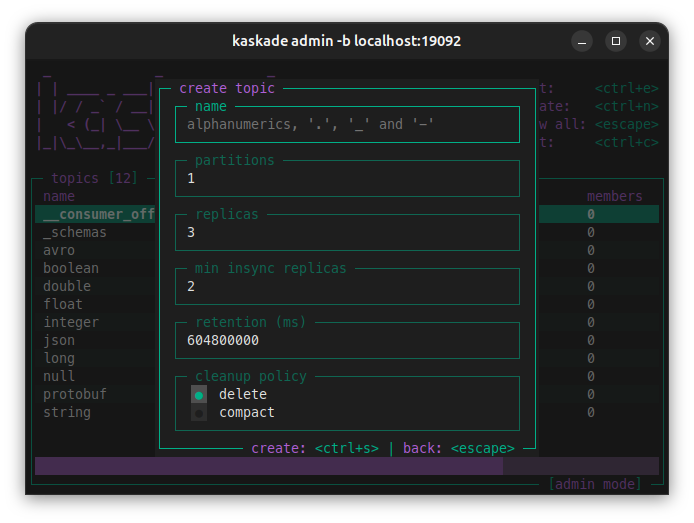 kaskade admin -b localhost:19092
create topic
t: <ctrl+e>
name
ate: <ctrl+n>
alphanumerics, '.', '_' and '-'
w all: <escape>
t: <ctrl+c>
partitions
1
topics [12]
name
members
replicas
__consumer_off
3
0
_schemas
0
avro
0
boolean
min insync replicas
0
double
2
0
float
0
integer
retention (ms)
0
json
604800000
0
long
0
null
cleanup policy
0
protobuf
delete
0
string
compact
0
create: <ctrl+s> | back: <escape>
[admin mode]